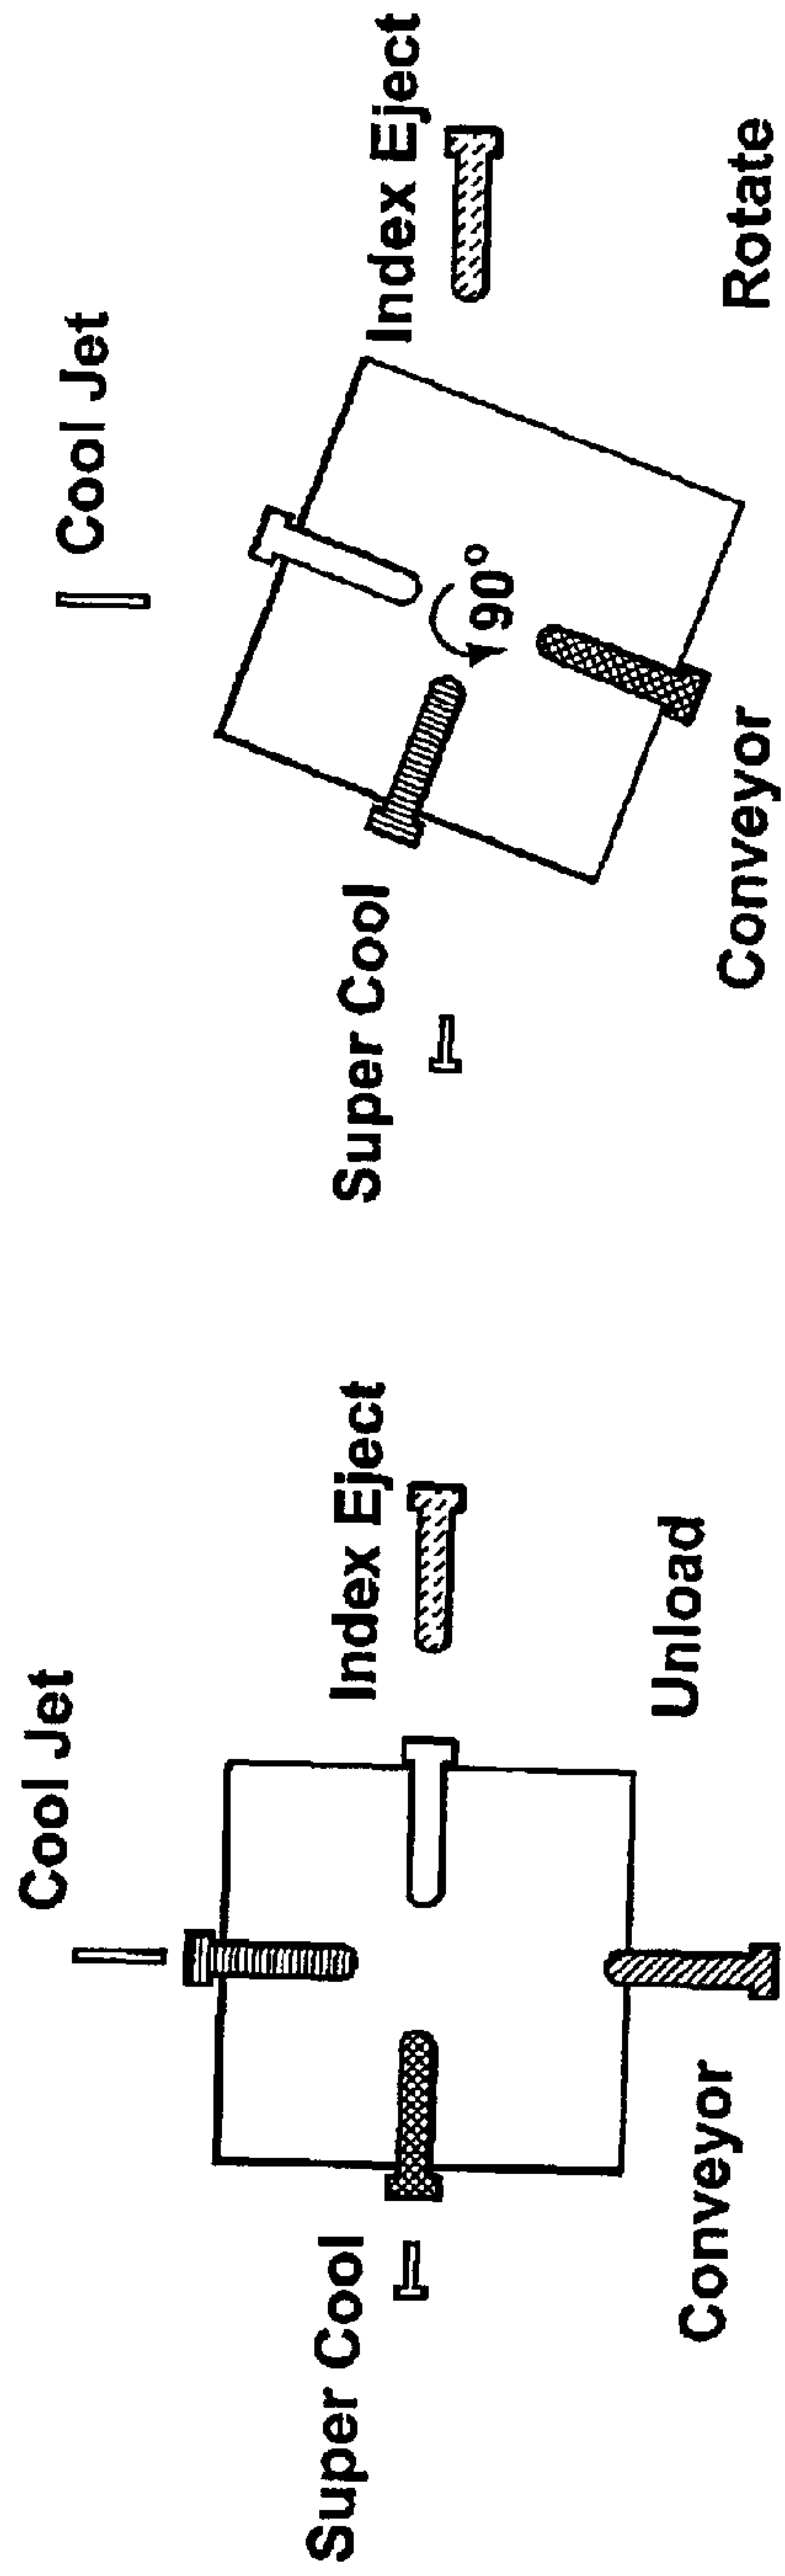 Cool Jet
Super Cool
Index Eject
Conveyor
Unload
Cool Jet
Super Cool
Index Eject
90°
Conveyor
Rotate